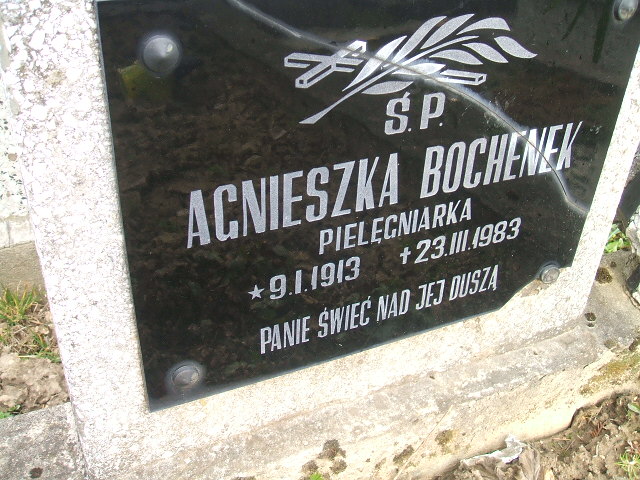 Ś.P.
AGNIESZKA BOCHENEK
PIELĘGNIARKA
★9.I.1913 +23.III.1983
PANIE ŚWIEĆ NAD JEJ DUSZĄ